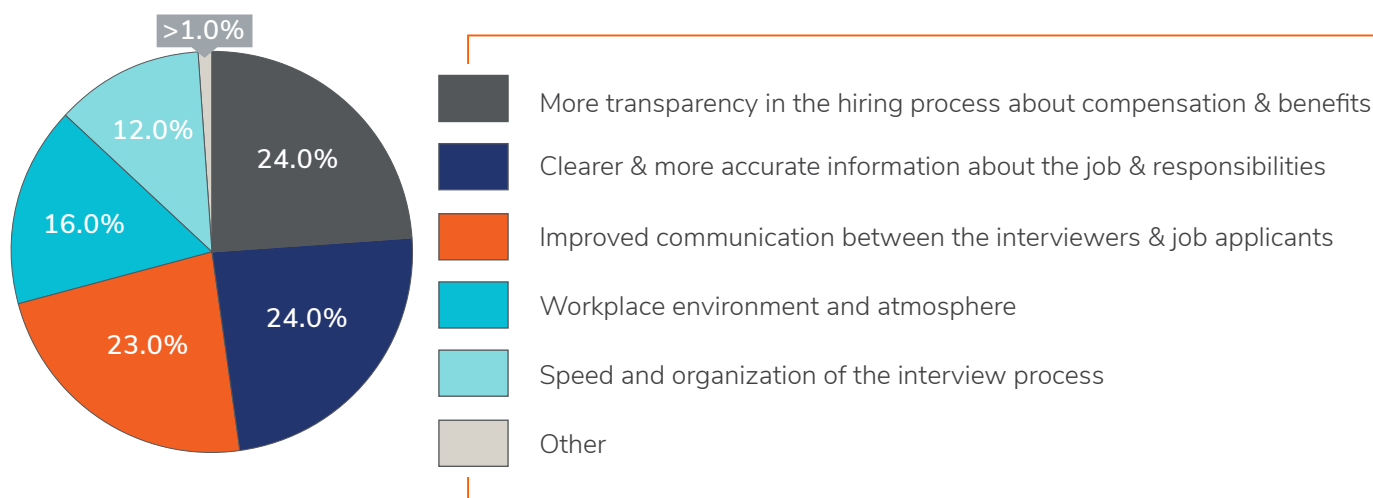 >1.0%
24.0%
12.0%
16.0%
24.0%
23.0%
More transparency in the hiring process about compensation & benefits
Clearer & more accurate information about the job & responsibilities
Improved communication between the interviewers & job applicants
Workplace environment and atmosphere
Speed and organization of the interview process
Other